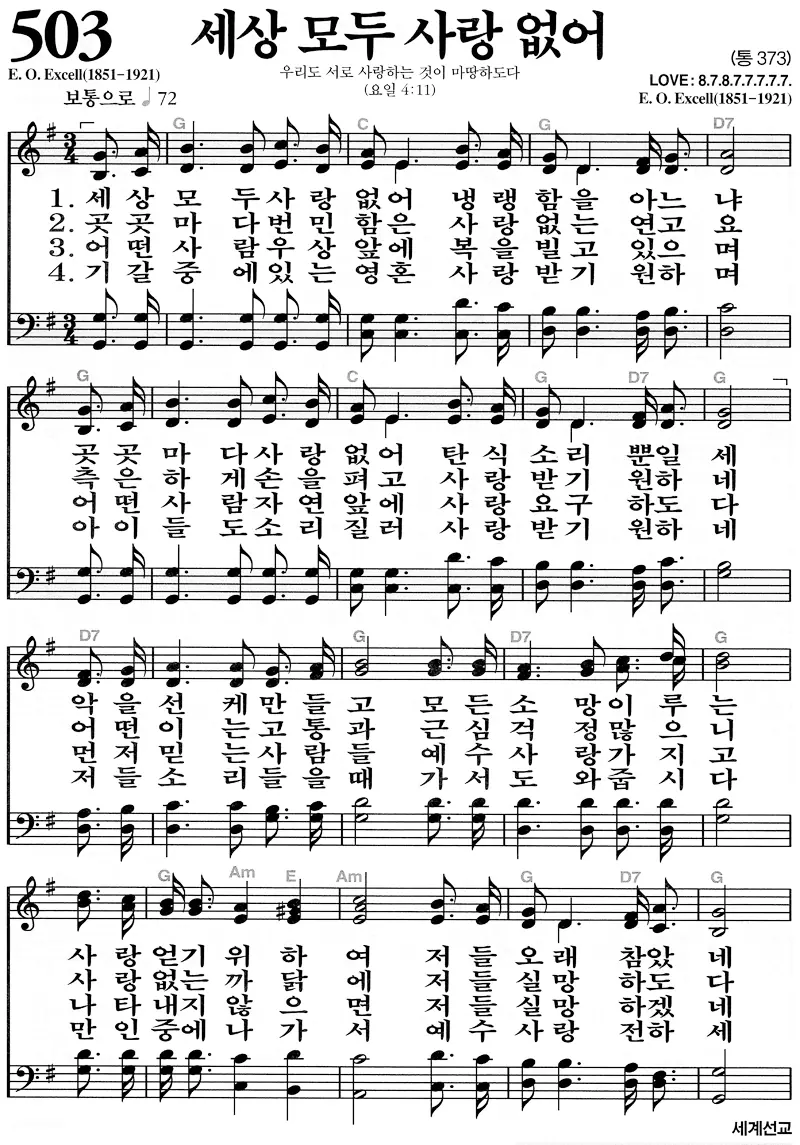 503 세상 모두 사랑 없어
(통 373)
E. O. Excell(1851-1921)
우리도 서로 사랑하는 것이 마땅하도다
(요일 4:11)
LOVE : 8.7.8.7.7.7.7.7.
보통으로 ♩ 72
E. O. Excell(1851-1921)
G C G D7
3 4
1. 세 상 모 두 사 랑 없 어 냉 랭 함 을 아 느 냐
2. 곳 곳 마 다 번 민 함 은 사 랑 없 는 연 고 요
3. 어 떤 사 람 우 상 앞 에 복 을 빌 고 있 으 며
4. 기 갈 중 에 있 는 영 혼 사 랑 받 기 원 하 며
3 4
G C G D7 G
곳 곳 마 다 사 랑 없 어 탄 식 소 리 뿐 일 세
측 은 하 게 손 을 펴 고 사 랑 받 기 원 하 네
어 떤 사 람 자 연 앞 에 사 랑 요 구 하 도 다
아 이 들 도 소 리 질 러 사 랑 받 기 원 하 네
D7 G D7 G
악 을 선 케 만 들 고 모 든 소 망 이 루 는
어 떤 이 는 고 통 과 근 심 걱 정 많 으 니
먼 저 믿 는 사 람 들 예 수 사 랑 가 지 고
저 들 소 리 들 을 때 가 서 도 와 줍 시 다
G Am E Am G D7 G
사 랑 얻 기 위 하 여 저 들 오 래 참 았 네
사 랑 없 는 까 닭 에 저 들 실 망 하 도 다
나 타 내 지 않 으 면 저 들 실 망 하 겠 네
만 인 중 에 나 가 서 예 수 사 랑 전 하 세
세계선교